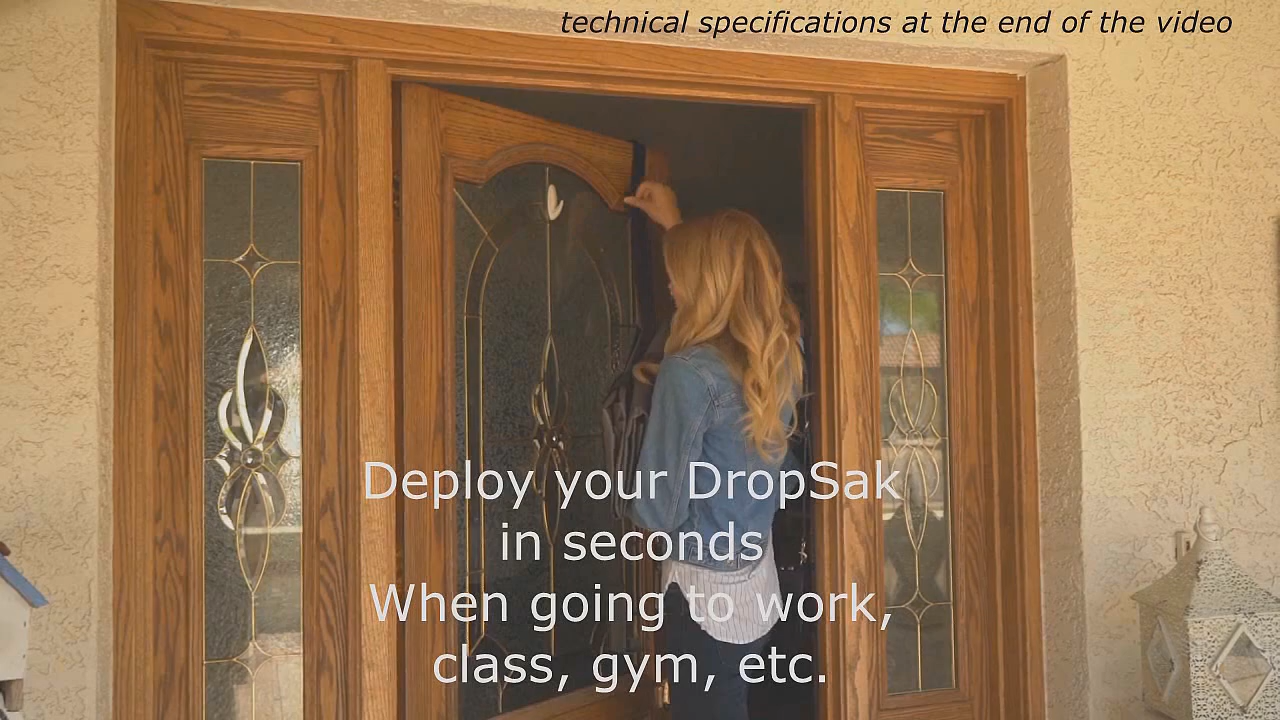 technical specifications at the end of the video
Deploy your DropSak
in seconds
When going to work,
class, gym, etc.